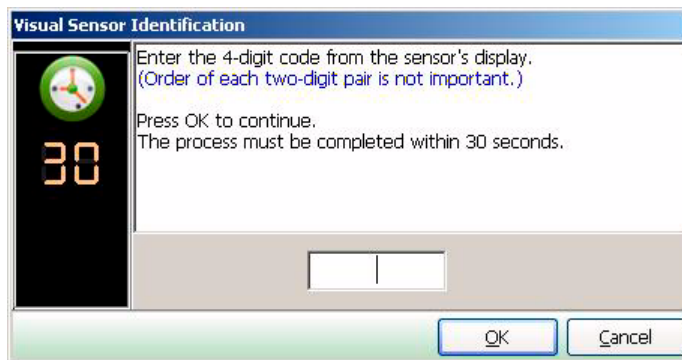 Visual Sensor Identification
Enter the 4-digit code from the sensor's display.
(Order of each two-digit pair is not important.)
Press OK to continue.
The process must be completed within 30 seconds.
30
OK
Cancel